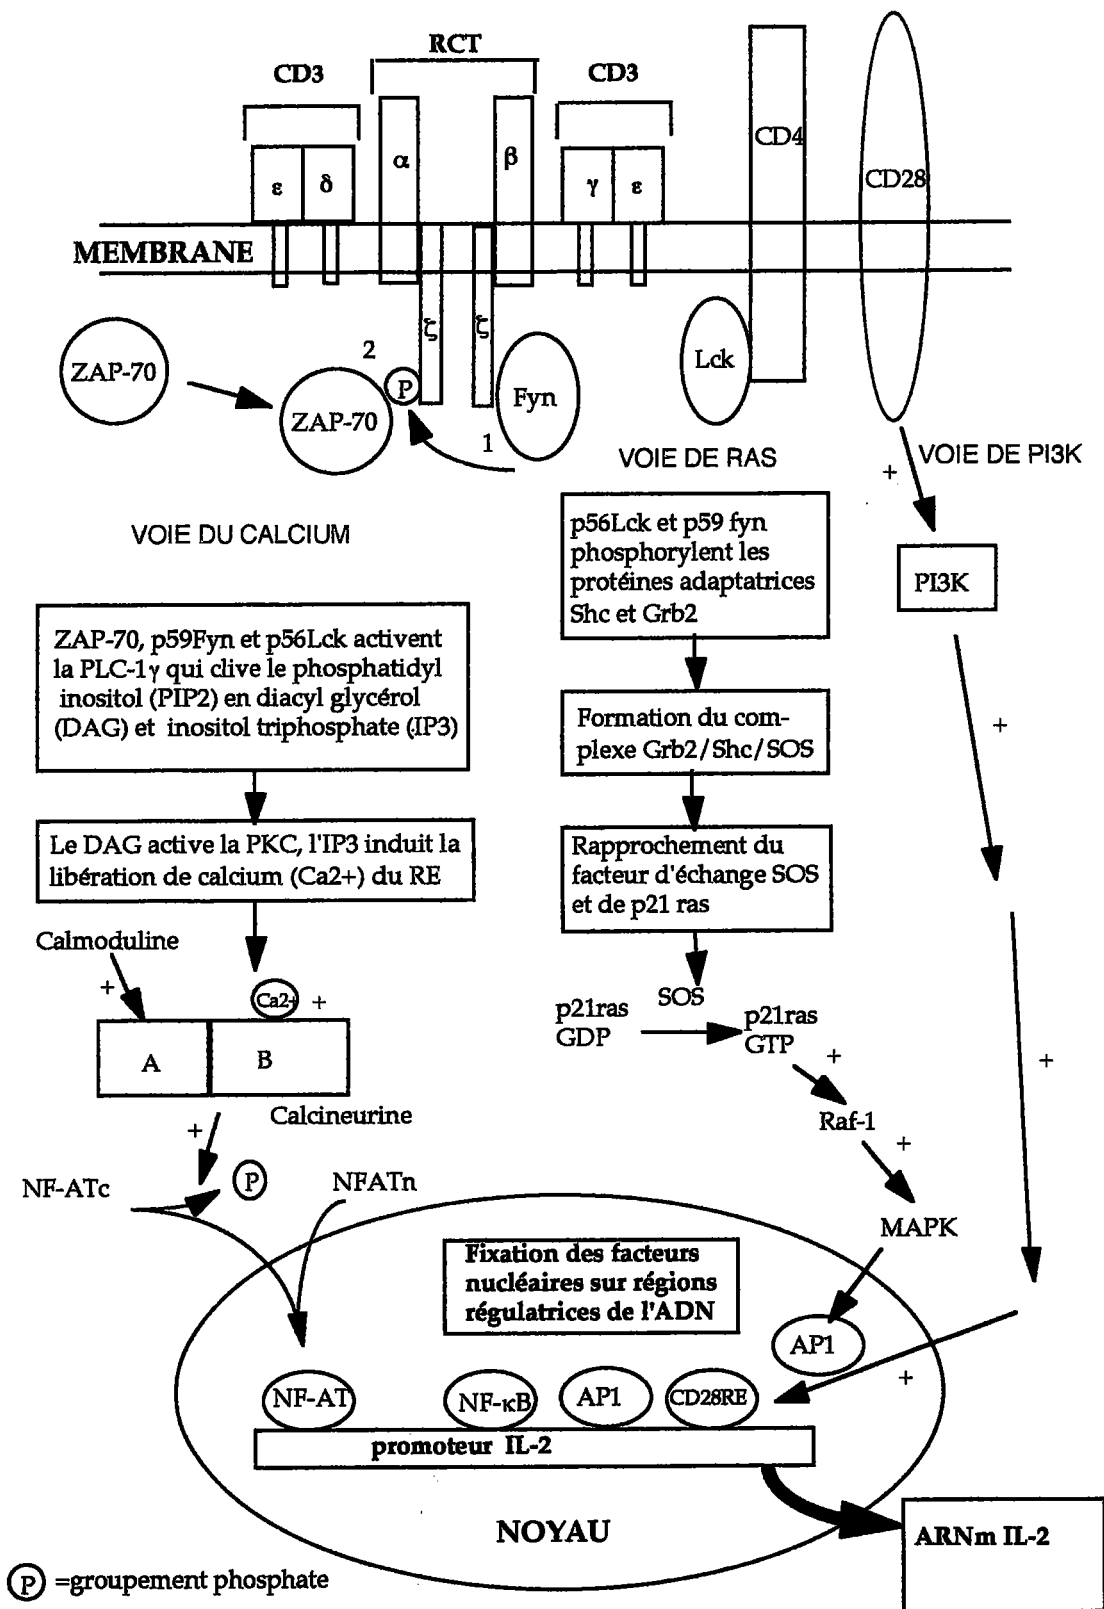 RCT
CD3
CD3
CD4
CD28
ε
δ
α
β
γ
ε
MEMBRANE
ζ
ζ
ZAP-70
2
ZAP-70
P
Fyn
1
Lck
VOIE DU CALCIUM
ZAP-70, p59Fyn et p56Lck activent
la PLC-1γ qui clive le phosphatidyl
inositol (PIP2) en diacyl glycérol
(DAG) et inositol triphosphate (IP3)
Le DAG active la PKC, l'IP3 induit la
libération de calcium (Ca2+) du RE
Calmoduline
+
Ca2+
+
A
B
Calcineurine
+
NF-ATc
P
NFATn
VOIE DE RAS
p56Lck et p59 fyn
phosphorylent les
protéines adaptatrices
Shc et Grb2
Formation du com-
plexe Grb2/Shc/SOS
Rapprochement du
facteur d'échange SOS
et de p21 ras
SOS
p21ras
GDP
p21ras
GTP
+
Raf-1
+
MAPK
AP1
VOIE DE PI3K
+
PI3K
+
+
+
Fixation des facteurs
nucléaires sur régions
régulatrices de l'ADN
NF-AT
NF-κB
AP1
CD28RE
promoteur IL-2
NOYAU
ARNm IL-2
P =groupement phosphate